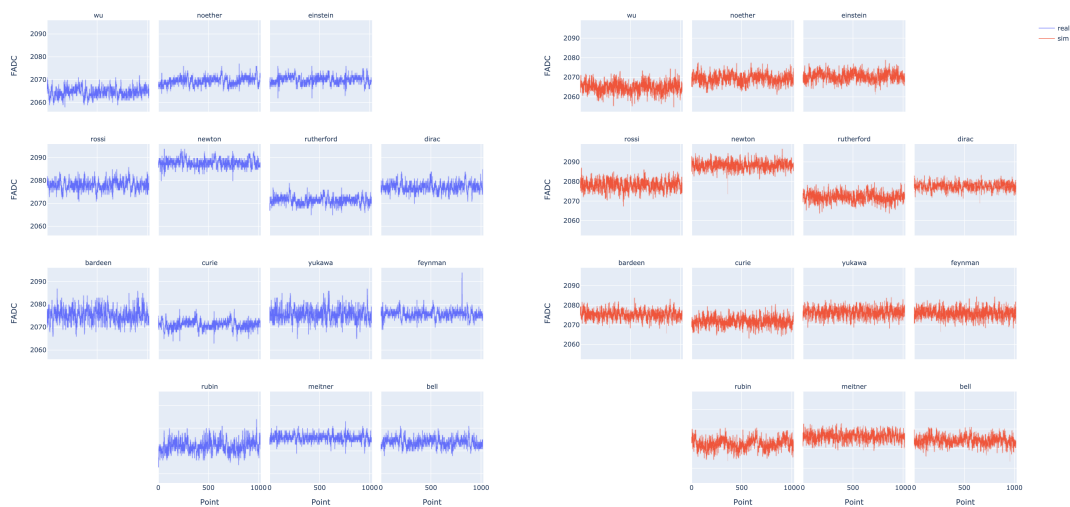 wu noether einstein wu noether einstein
real
sim
2090
2080
2070
2060
FADC
2090
2080
2070
2060
FADC
rossi newton rutherford dirac rossi newton rutherford dirac
2090
2080
2070
2060
FADC
2090
2080
2070
2060
FADC
bardeen curie yukawa feynman bardeen curie yukawa feynman
2090
2080
2070
2060
FADC
2090
2080
2070
2060
FADC
rubin meitner bell rubin meitner bell
0 500 1000 0 500 1000 0 500 1000 0 500 1000 0 500 1000 0 500 1000
Point Point Point Point Point Point